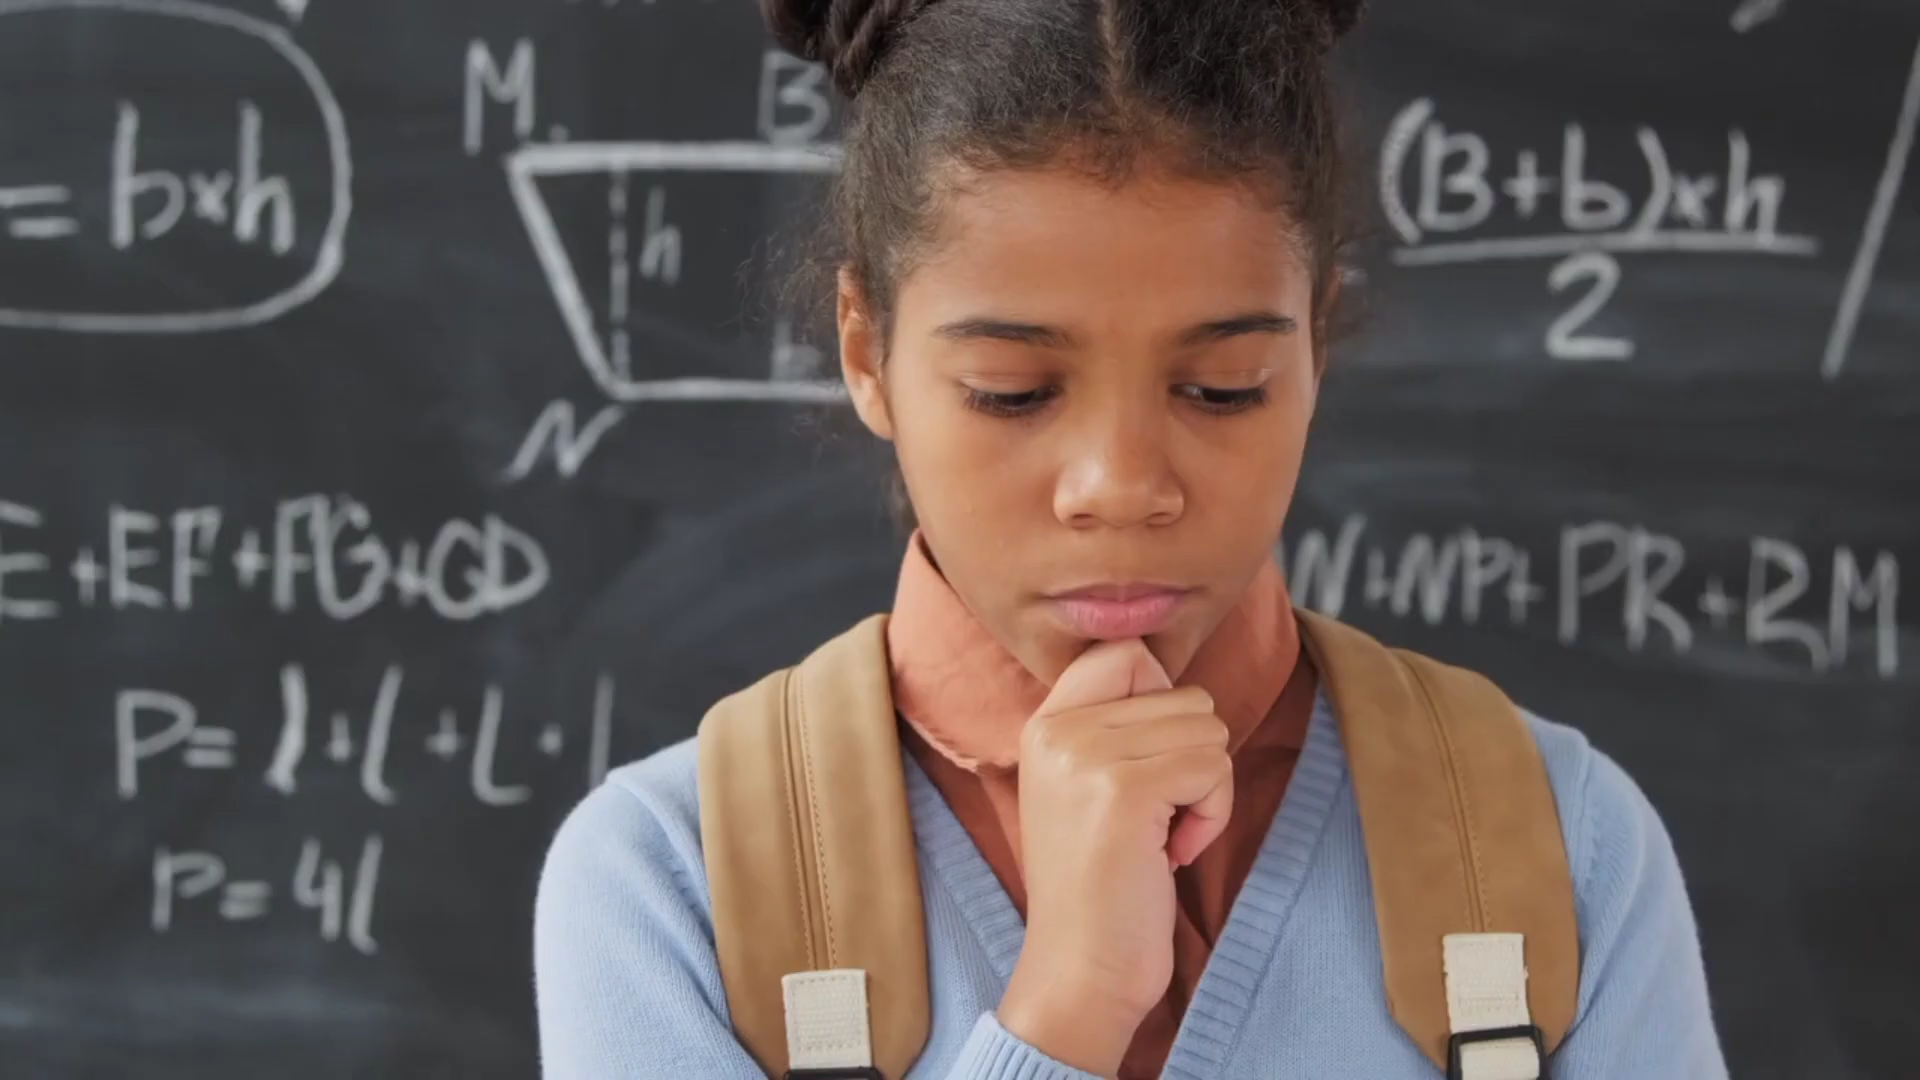 = b×h
M B
h
b
N
(B+b)×h
2
E+EF+FG+GD
N+NP+PR+RM
P= l+l+l+l
P= 4l